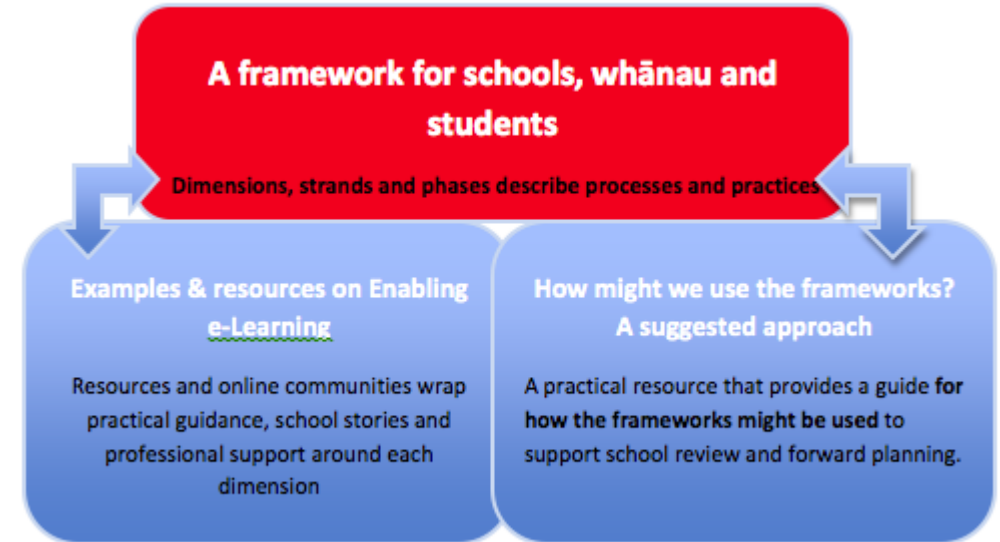 A framework for schools, whānau and
students
Dimensions, strands and phases describe processes and practices
Examples & resources on Enabling
e-Learning
Resources and online communities wrap
practical guidance, school stories and
professional support around each
dimension
How might we use the frameworks?
A suggested approach
A practical resource that provides a guide for
how the frameworks might be used to
support school review and forward planning.